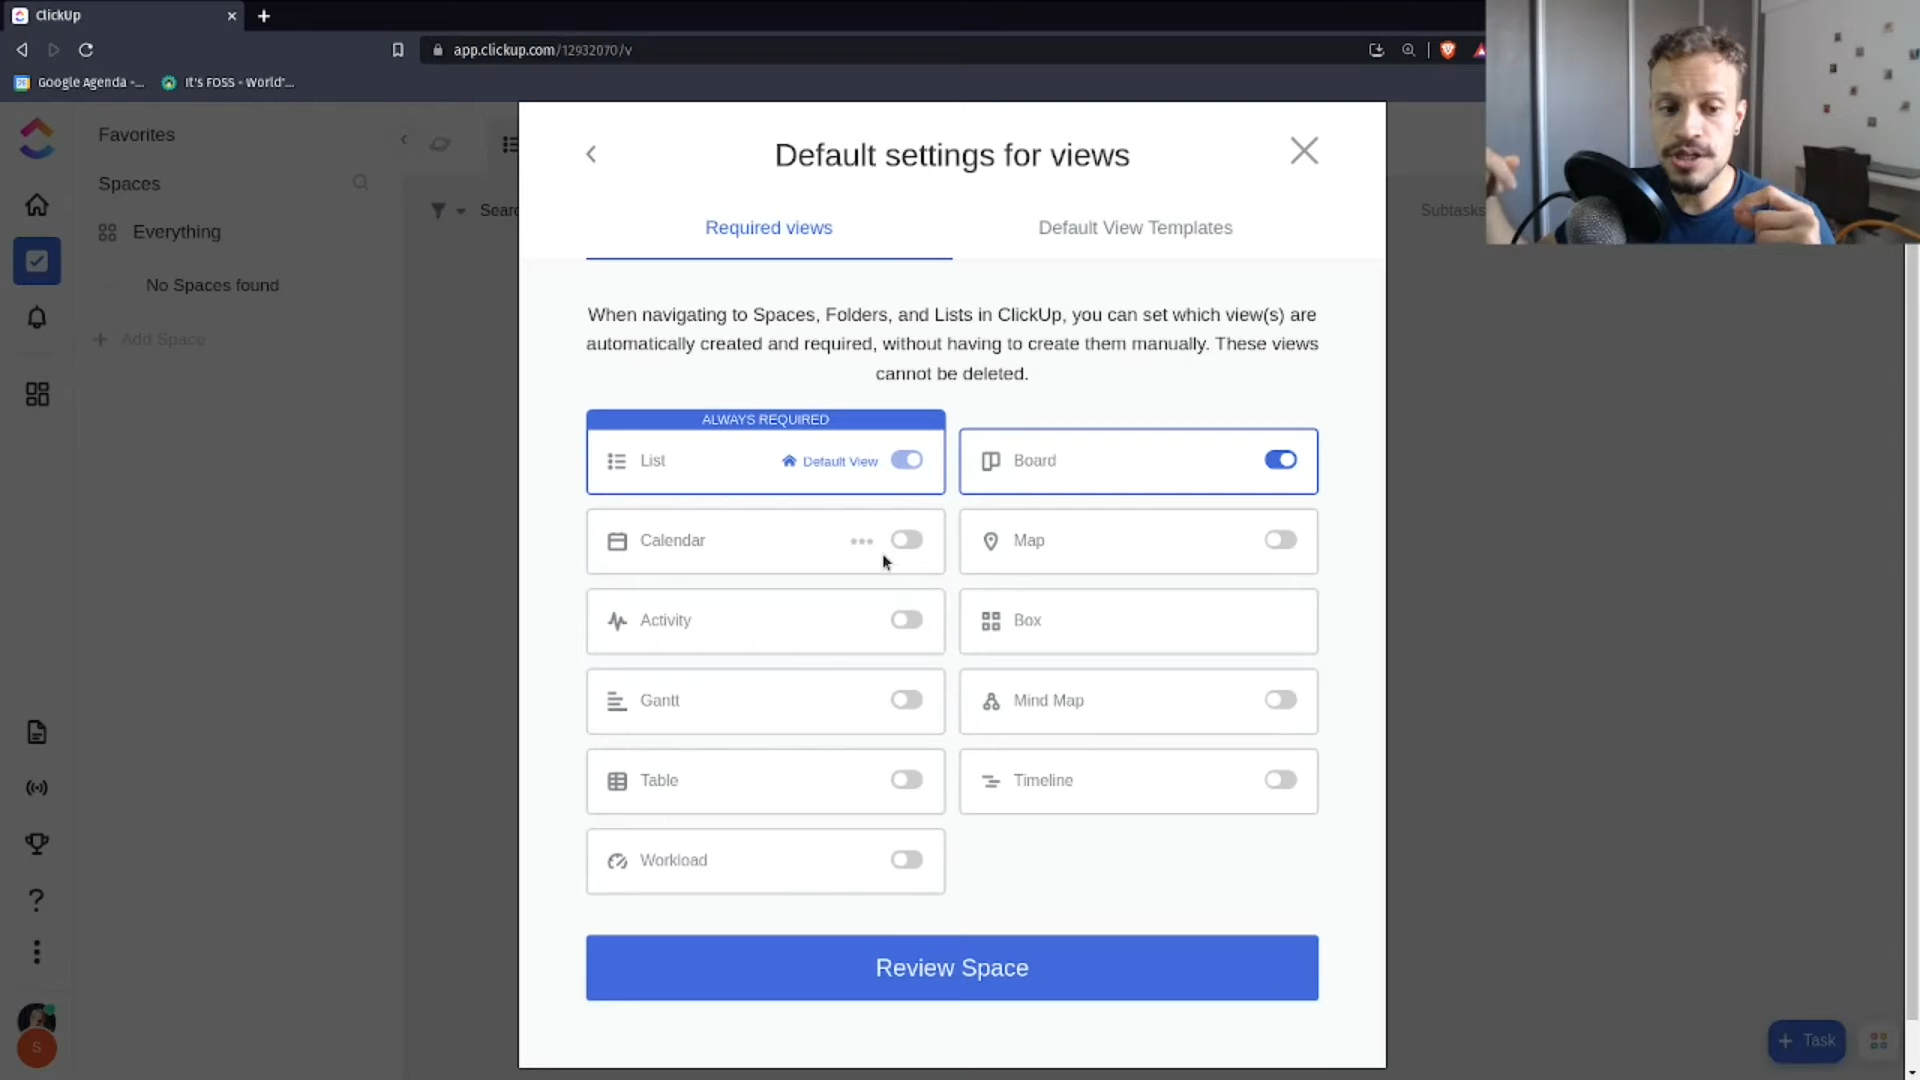 ClickUp
app.clickup.com/12932070/v
Google Agenda -...
It's FOSS - World'...
Favorites
Spaces
Everything
No Spaces found
Add Space
Searc
Subtasks
Default settings for views
Required views
Default View Templates
When navigating to Spaces, Folders, and Lists in ClickUp, you can set which view(s) are
automatically created and required, without having to create them manually. These views
cannot be deleted.
ALWAYS REQUIRED
List
Default View
Board
Calendar
Map
Activity
Box
Gantt
Mind Map
Table
Timeline
Workload
Review Space
S
+ Task